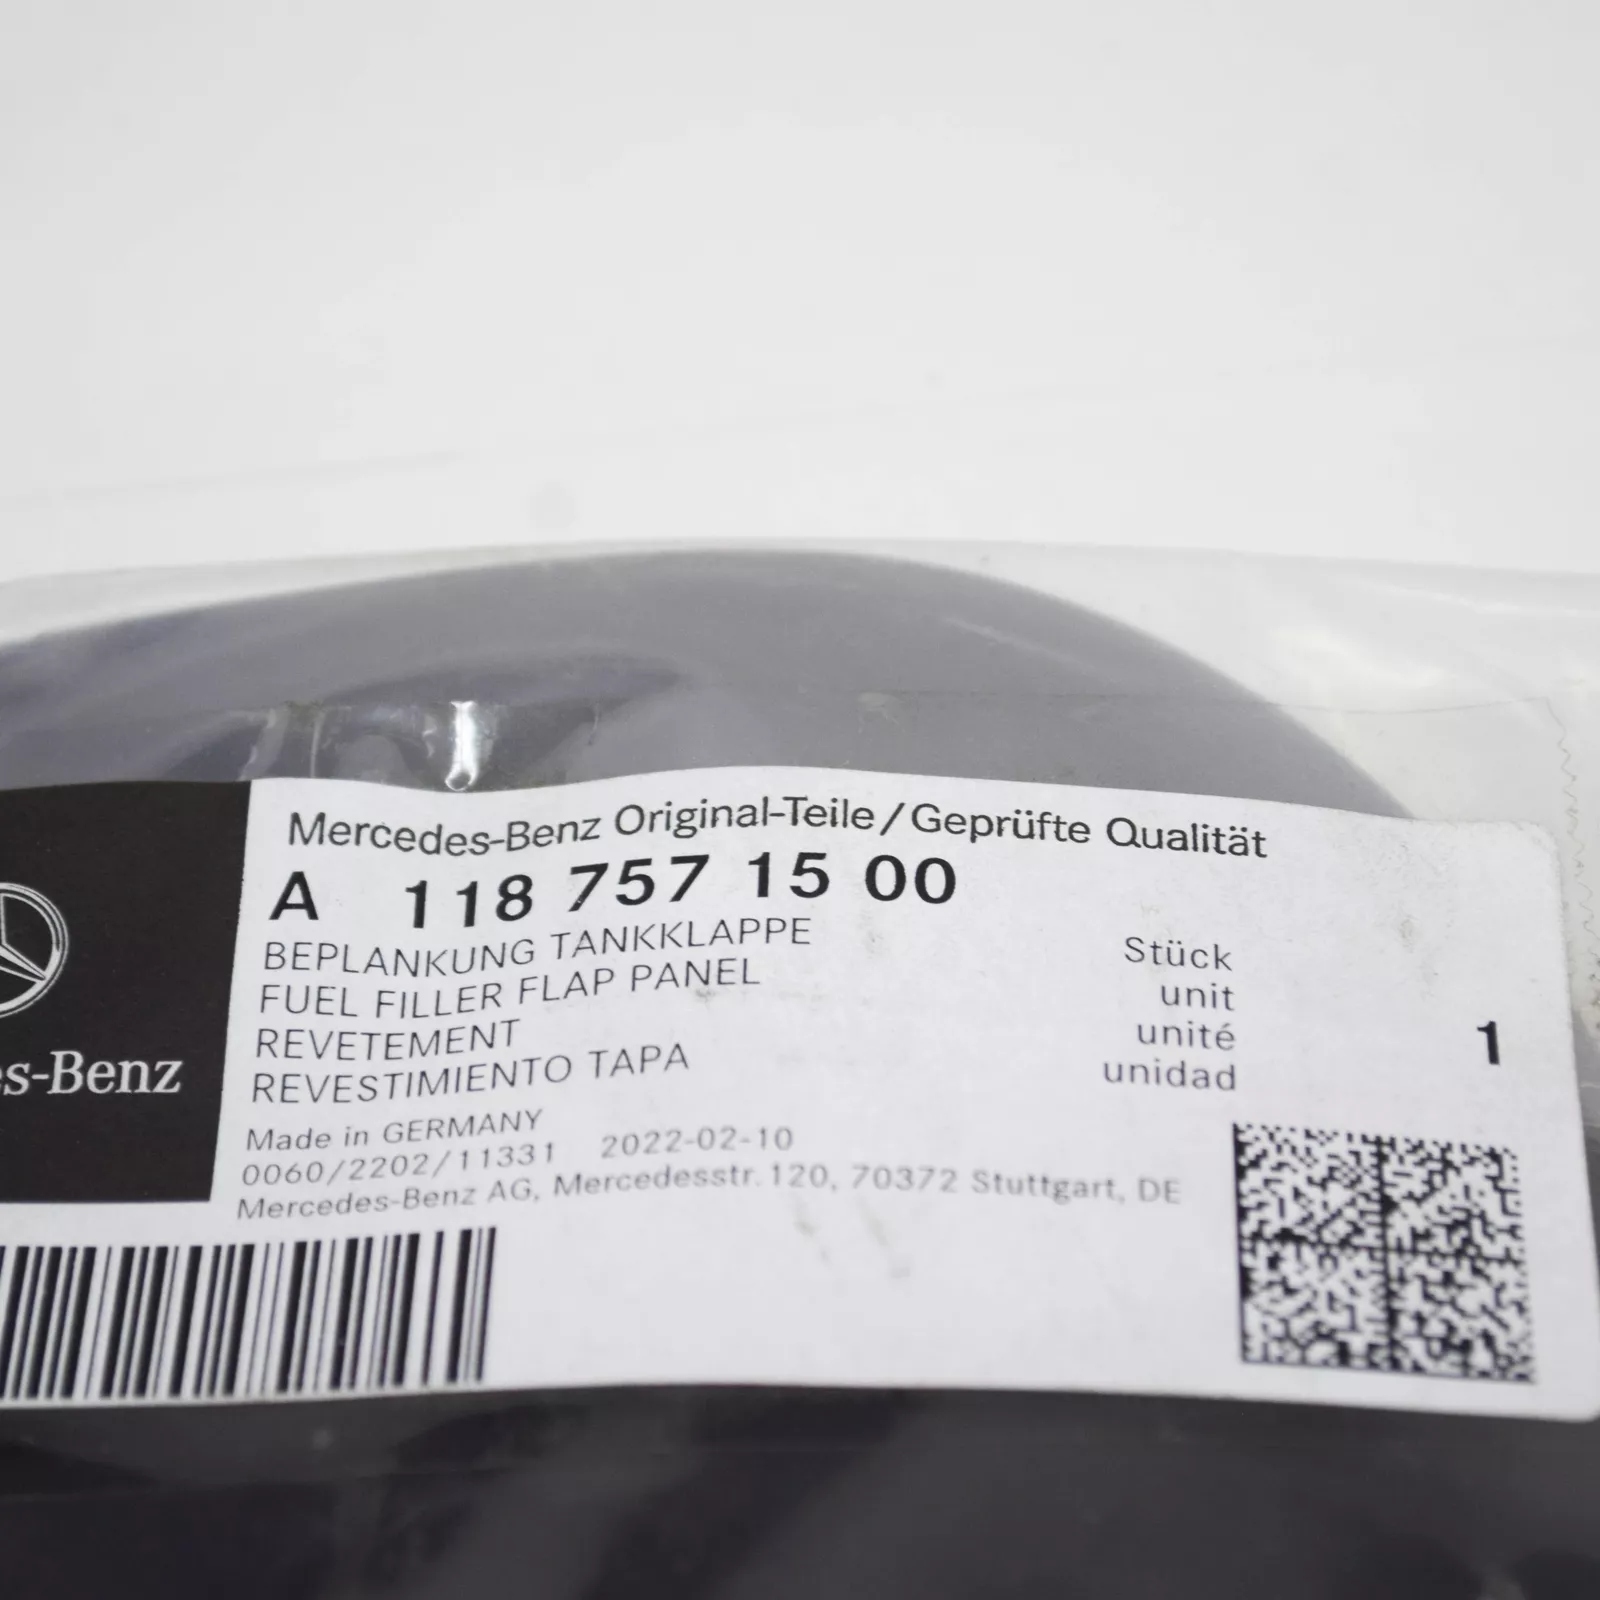 Mercedes-Benz Original-Teile/Geprüfte Qualität
A 118 757 15 00
BEPLANKUNG TANKKLAPPE
FUEL FILLER FLAP PANEL
REVETEMENT
REVESTIMIENTO TAPA
Stück
unit
unité
unidad
1
Made in GERMANY
0060/2202/11331 2022-02-10
Mercedes-Benz AG, Mercedesstr. 120, 70372 Stuttgart, DE
es-Benz